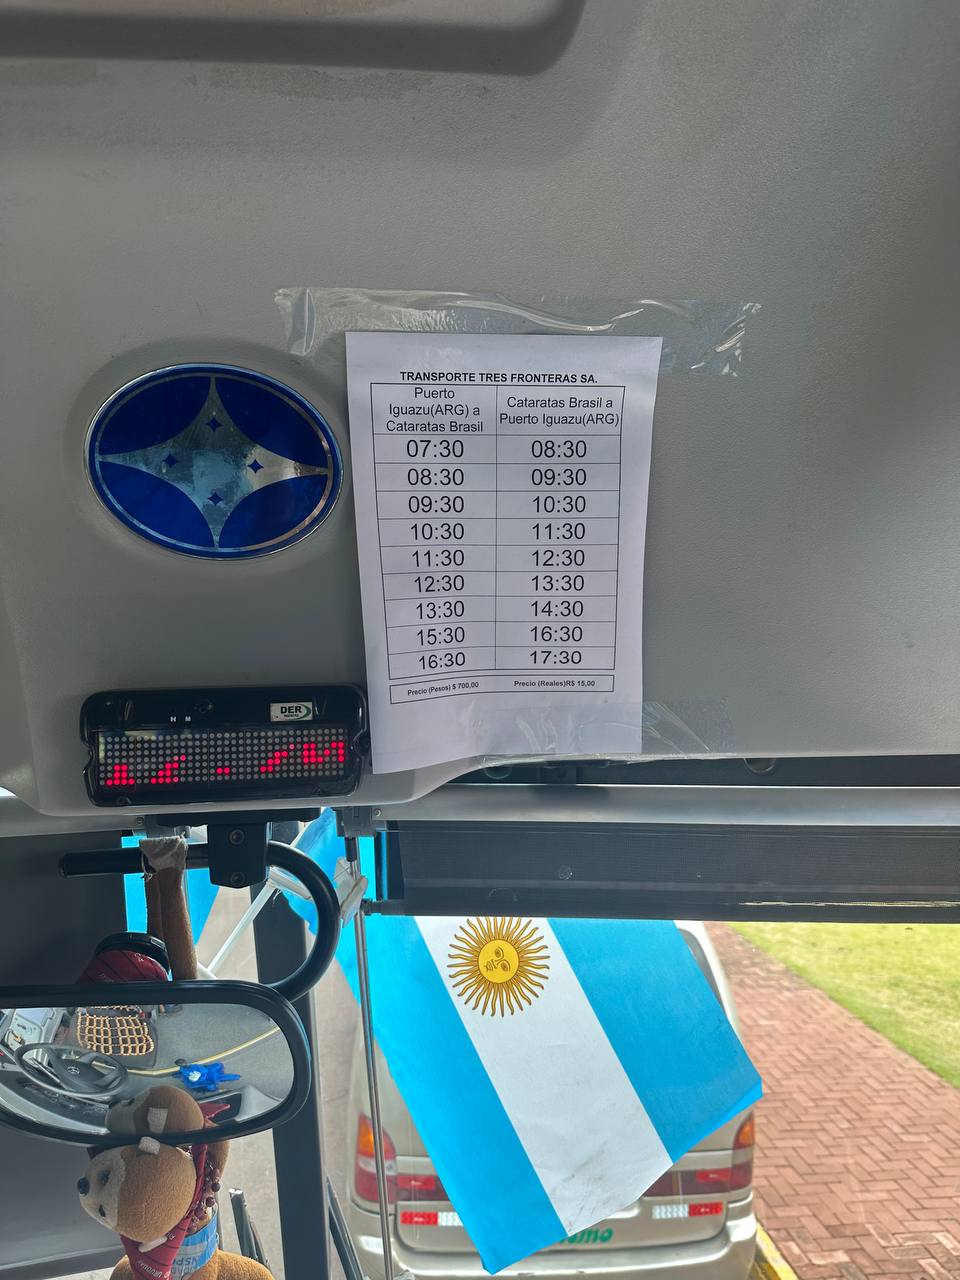 TRANSPORTE TRES FRONTERAS SA.
Puerto
Iguazu(ARG) a
Cataratas Brasil
Cataratas Brasil a
Puerto Iguazu(ARG)
07:30 08:30
08:30 09:30
09:30 10:30
10:30 11:30
11:30 12:30
12:30 13:30
13:30 14:30
15:30 16:30
16:30 17:30
Precio (Pesos) $ 700,00 Precio (Reales)R$ 15,00
H M
DER